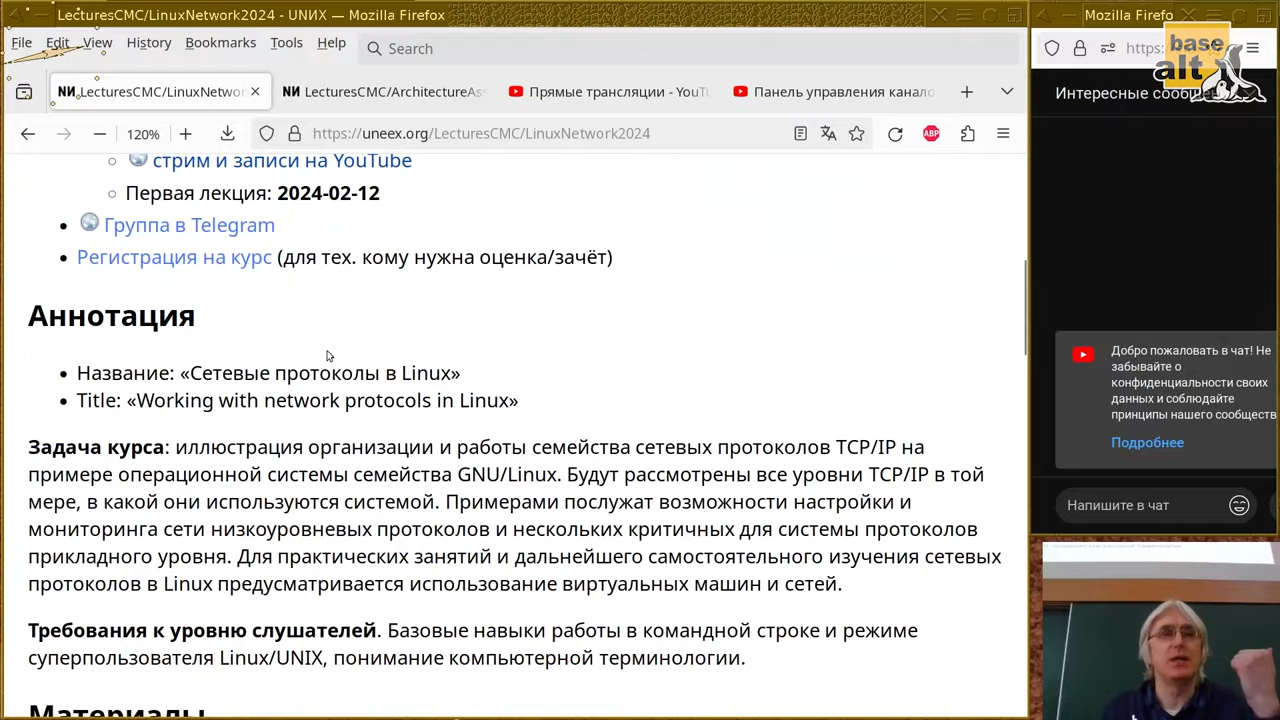 LecturesCMC/LinuxNetwork2024 - UNИX — Mozilla Firefox
File Edit View History Bookmarks Tools Help
Search
LecturesCMC/LinuxNetwo
LecturesCMC/ArchitectureAs
Прямые трансляции - YouTu
Панель управления канало
120%
https://uneex.org/LecturesCMC/LinuxNetwork2024
ABP
стрим и записи на YouTube
Первая лекция: 2024-02-12
Группа в Telegram
Регистрация на курс (для тех. кому нужна оценка/зачёт)
Аннотация
Название: «Сетевые протоколы в Linux»
Title: «Working with network protocols in Linux»
Задача курса: иллюстрация организации и работы семейства сетевых протоколов TCP/IP на
примере операционной системы семейства GNU/Linux. Будут рассмотрены все уровни TCP/IP в той
мере, в какой они используются системой. Примерами послужат возможности настройки и
мониторинга сети низкоуровневых протоколов и нескольких критичных для системы протоколов
прикладного уровня. Для практических занятий и дальнейшего самостоятельного изучения сетевых
протоколов в Linux предусматривается использование виртуальных машин и сетей.
Требования к уровню слушателей. Базовые навыки работы в командной строке и режиме
суперпользователя Linux/UNIX, понимание компьютерной терминологии.
Материалы
Mozilla Firefo
https:
base
alt
Интересные сообщен
Добро пожаловать в чат! Не
забывайте о
конфиденциальности своих
данных и соблюдайте
принципы нашего сообществ
Подробнее
Напишите в чат